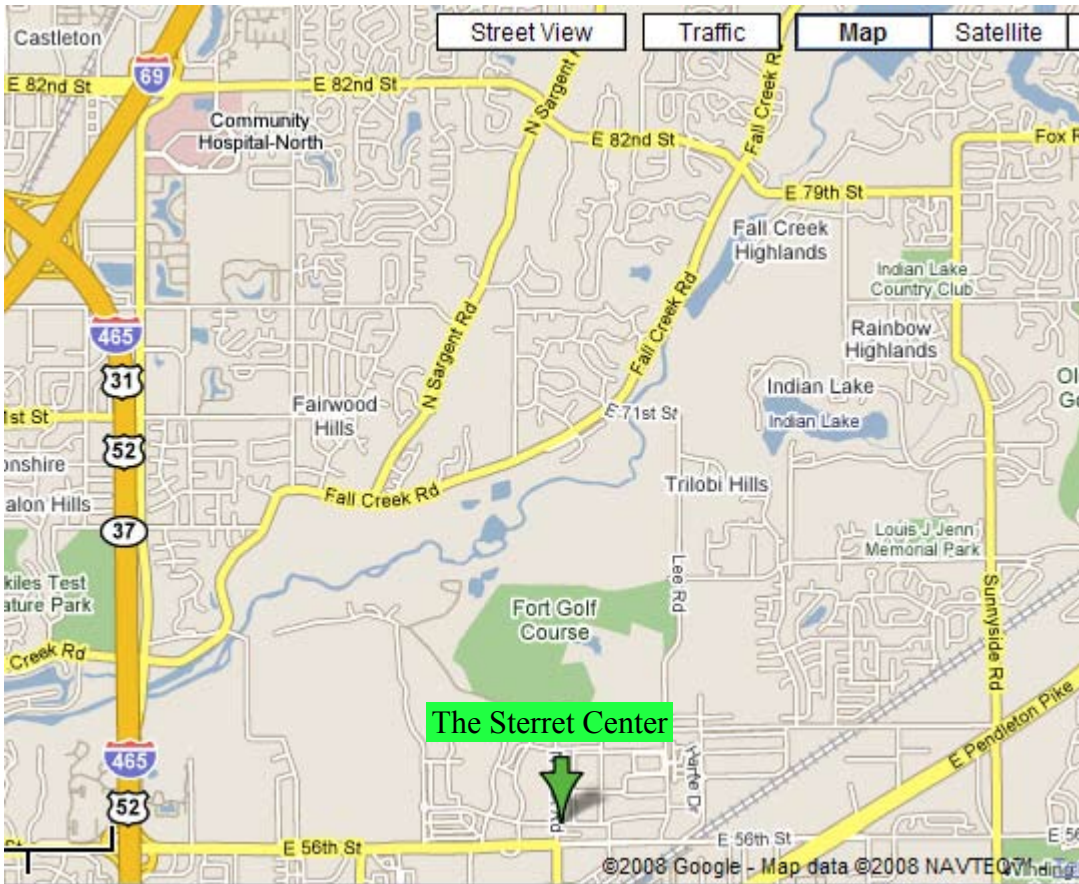 Street View
Traffic
Map
Satellite
Castleton
69
E 82nd St
E 82nd St
Community
Hospital-North
N Sargent
E 82nd St
Fall Creek Rd
Fox
E 79th St
Fall Creek
Highlands
Indian Lake
Country Club
465
31
N Sargent Rd
Fall Creek Rd
Rainbow
Highlands
Indian Lake
Indian Lake
Fairwood
Hills
E 71st St
1st St
52
onshire
alon Hills
Fall Creek Rd
Trilobi Hills
37
Louis J Jenn
Memorial Park
kiles Test
ature Park
Fort Golf
Course
Lee Rd
Sunnyside Rd
Creek Rd
The Sterret Center
E Pendleton Pike
465
52
Rd
E 56th St
E 56th St
E 56
©2008 Google - Map data ©2008 NAVTEQ